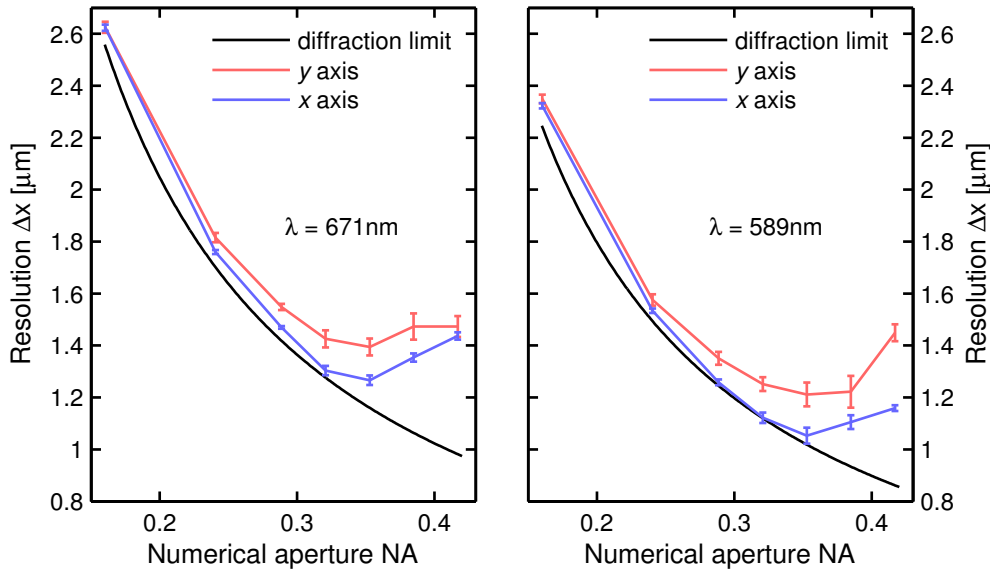 Resolution Δx [μm]
2.6
2.4
2.2
2
1.8
1.6
1.4
1.2
1
0.8
diffraction limit
y axis
x axis
λ = 671nm
0.2
0.3
0.4
Numerical aperture NA
diffraction limit
y axis
x axis
λ = 589nm
0.2
0.3
0.4
Numerical aperture NA
2.6
2.4
2.2
2
1.8
1.6
1.4
1.2
1
0.8
Resolution Δx [μm]